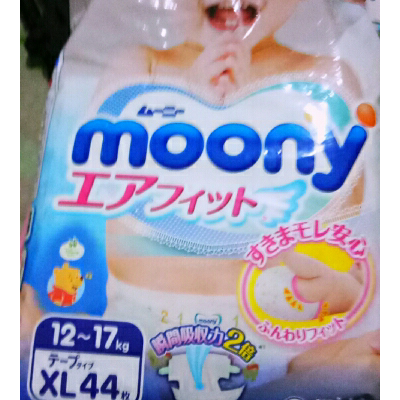 ムーニー
moony
エアフィット
すきまモレ安心
ふんわりフィット
12~17kg
テープタイプ
XL44枚
moony
瞬間吸収力2倍